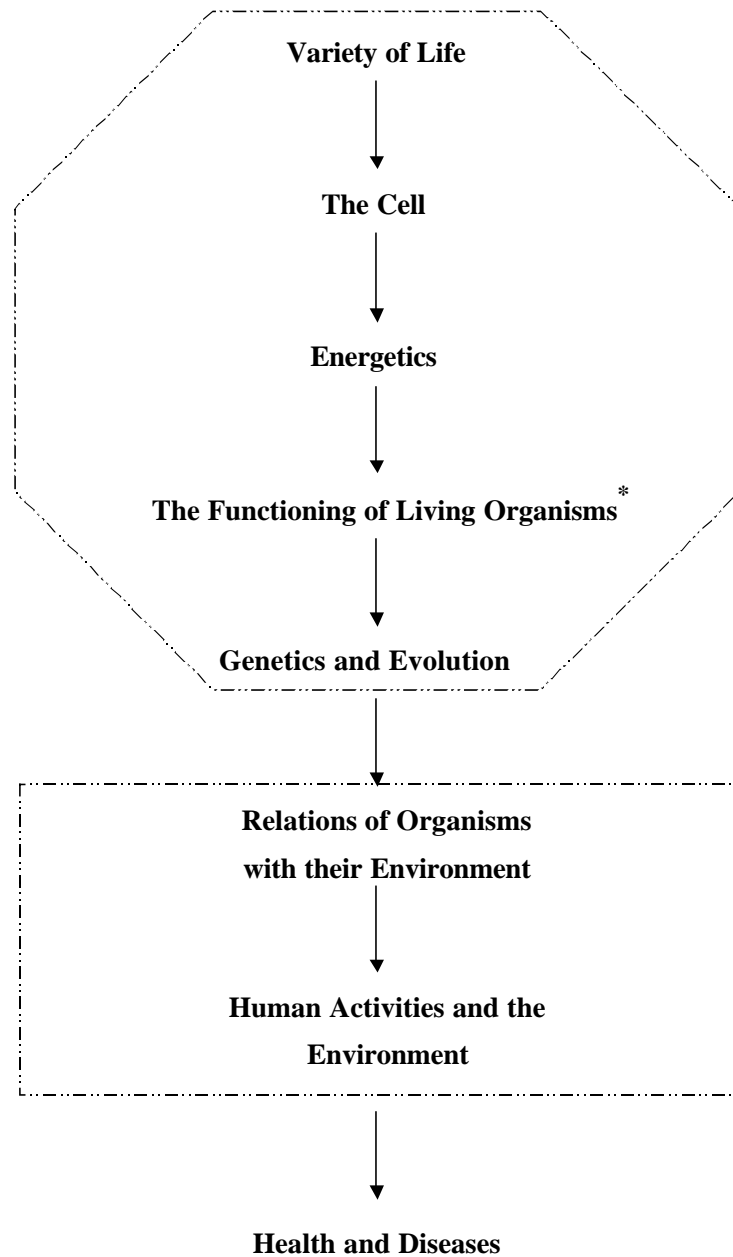 Variety of Life
The Cell
Energetics
The Functioning of Living Organisms*
Genetics and Evolution
Relations of Organisms
with their Environment
Human Activities and the
Environment
Health and Diseases